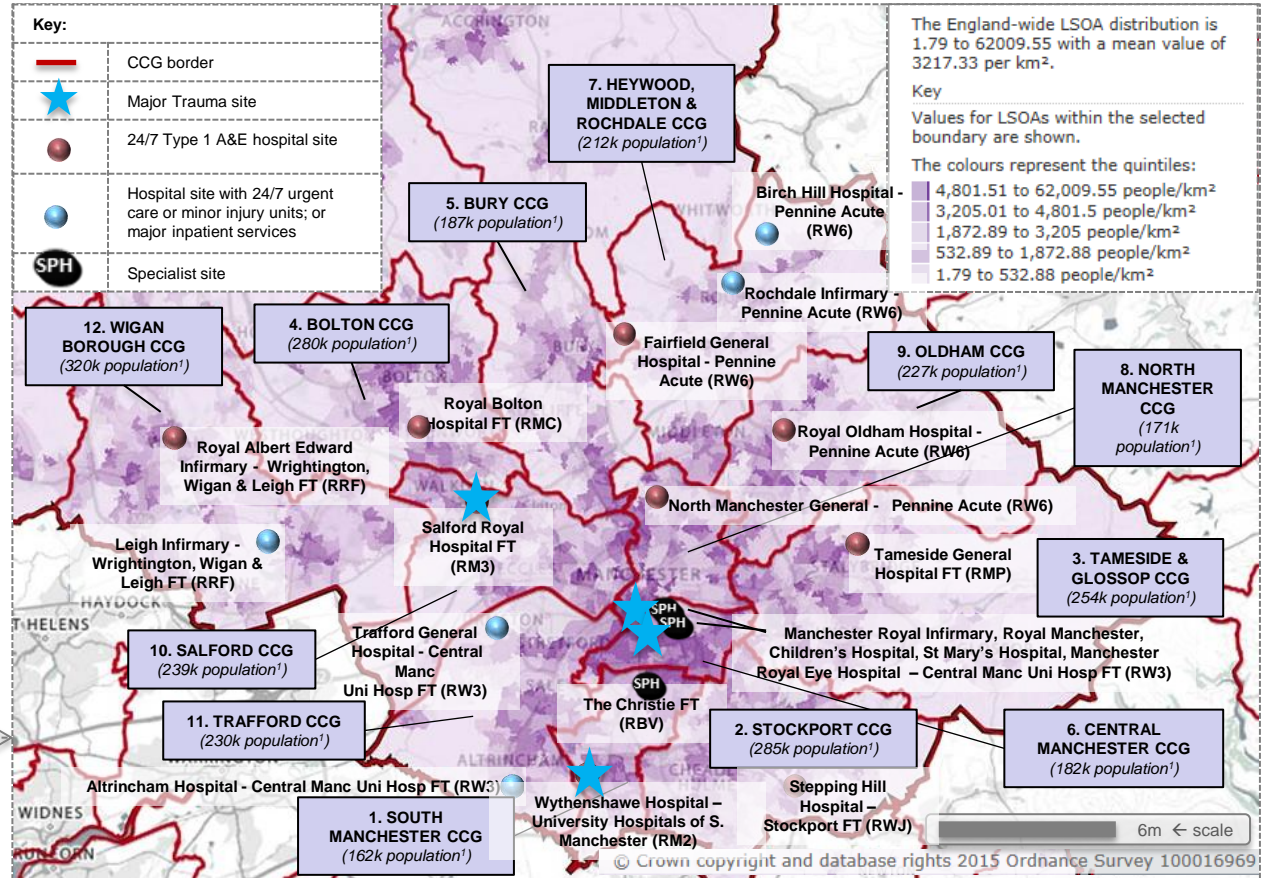 Key:
CCG border
Major Trauma site
24/7 Type 1 A&E hospital site
Hospital site with 24/7 urgent
care or minor injury units; or
major inpatient services
SPH
Specialist site
The England-wide LSOA distribution is
1.79 to 62009.55 with a mean value of
3217.33 per km².
Key
Values for LSOAs within the selected
boundary are shown.
The colours represent the quintiles:
4,801.51 to 62,009.55 people/km²
3,205.01 to 4,801.5 people/km²
1,872.89 to 3,205 people/km²
532.89 to 1,872.88 people/km²
1.79 to 532.88 people/km²
ACCRINGTON
7. HEYWOOD,
MIDDLETON &
ROCHDALE CCG
(212k population¹)
5. BURY CCG
(187k population¹)
WHITWORTH
Birch Hill Hospital -
Pennine Acute
(RW6)
Rochdale Infirmary -
Pennine Acute (RW6)
12. WIGAN
BOROUGH CCG
(320k population¹)
4. BOLTON CCG
(280k population¹)
BOLTON
BURY
Fairfield General
Hospital - Pennine
Acute (RW6)
9. OLDHAM CCG
(227k population¹)
8. NORTH
MANCHESTER
CCG
(171k
population¹)
Royal Bolton
Hospital FT (RMC)
WESTHOUGHTON
MIDDLETON
Royal Oldham Hospital -
Pennine Acute (RW6)
Royal Albert Edward
Infirmary - Wrightington,
Wigan & Leigh FT (RRF)
North Manchester General - Pennine Acute (RW6)
Salford Royal
Hospital FT
(RM3)
Leigh Infirmary -
Wrightington, Wigan &
Leigh FT (RRF)
Tameside General
Hospital FT (RMP)
STALYBRIDGE
3. TAMESIDE &
GLOSSOP CCG
(254k population¹)
MANCHESTER
HAYDOCK
T HELENS
SPH
SPH
10. SALFORD CCG
(239k population¹)
Trafford General
Hospital - Central
Manc
Uni Hosp FT (RW3)
STRETFORD
Manchester Royal Infirmary, Royal Manchester,
Children's Hospital, St Mary's Hospital, Manchester
Royal Eye Hospital – Central Manc Uni Hosp FT (RW3)
SPH
The Christie FT
(RBV)
11. TRAFFORD CCG
(230k population¹)
2. STOCKPORT CCG
(285k population¹)
6. CENTRAL
MANCHESTER CCG
(182k population¹)
WARRINGTON
ALTRINCHAM
CHEADLE
HULME
Altrincham Hospital - Central Manc Uni Hosp FT (RW3)
WIDNES
1. SOUTH
MANCHESTER CCG
(162k population¹)
Wythenshawe Hospital –
University Hospitals of S.
Manchester (RM2)
Stepping Hill
Hospital –
Stockport FT (RWJ)
6m ← scale
RUNCORN
© Crown copyright and database rights 2015 Ordnance Survey 100016969